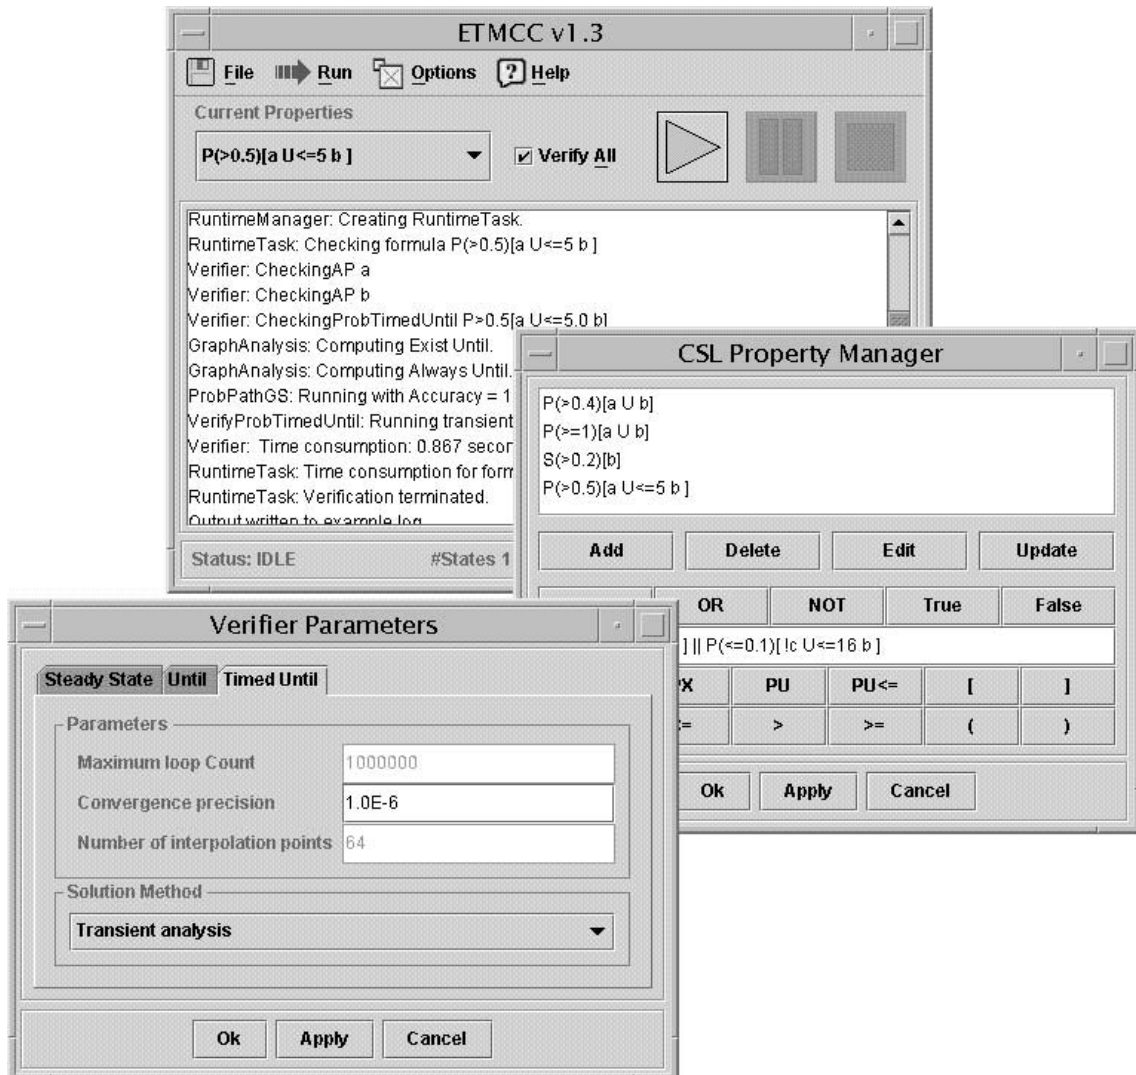 ETMCC v1.3
File Run Options Help
Current Properties
P(>0.5)[a U<=5 b ]
Verify All
RuntimeManager: Creating RuntimeTask.
RuntimeTask: Checking formula P(>0.5)[a U<=5 b ]
Verifier: CheckingAP a
Verifier: CheckingAP b
Verifier: CheckingProbTimedUntil P>0.5[a U<=5.0 b]
GraphAnalysis: Computing Exist Until.
GraphAnalysis: Computing Always Until.
ProbPathGS: Running with Accuracy = 1
VerifyProbTimedUntil: Running transient
Verifier: Time consumption: 0.867 secon
RuntimeTask: Time consumption for form
RuntimeTask: Verification terminated.
Output written to example.log
Status: IDLE #States 1
CSL Property Manager
P(>0.4)[a U b]
P(>=1)[a U b]
S(>0.2)[b]
P(>0.5)[a U<=5 b ]
Add Delete Edit Update
OR NOT True False
] || P(<=0.1)[ !c U<=16 b ]
PX PU PU<= [ ]
<= > >= ( )
Ok Apply Cancel
Verifier Parameters
Steady State Until Timed Until
Parameters
Maximum loop Count 1000000
Convergence precision 1.0E-6
Number of interpolation points 64
Solution Method
Transient analysis
Ok Apply Cancel